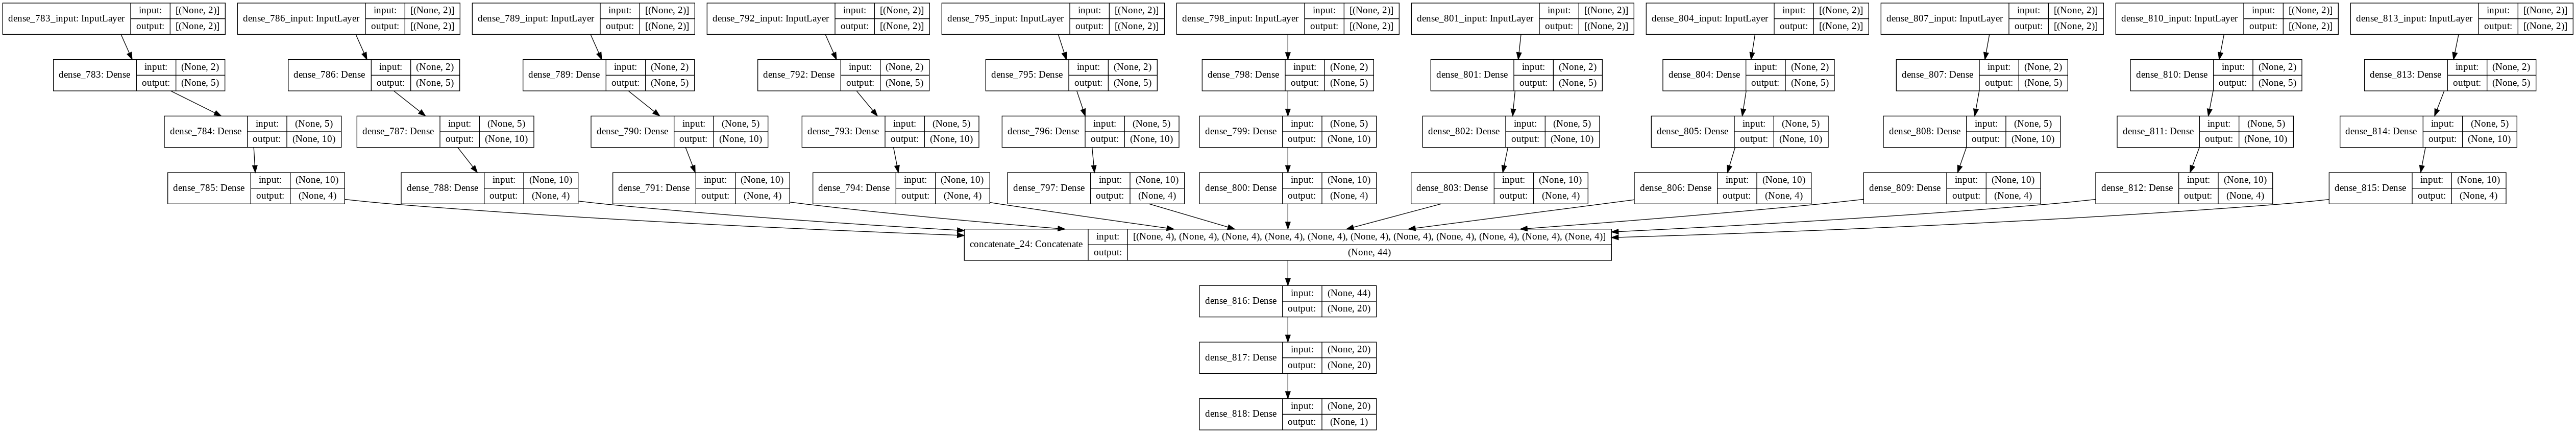 dense_783_input: InputLayer input: [(None, 2)] output: [(None, 2)]
dense_786_input: InputLayer input: [(None, 2)] output: [(None, 2)]
dense_789_input: InputLayer input: [(None, 2)] output: [(None, 2)]
dense_792_input: InputLayer input: [(None, 2)] output: [(None, 2)]
dense_795_input: InputLayer input: [(None, 2)] output: [(None, 2)]
dense_798_input: InputLayer input: [(None, 2)] output: [(None, 2)]
dense_801_input: InputLayer input: [(None, 2)] output: [(None, 2)]
dense_804_input: InputLayer input: [(None, 2)] output: [(None, 2)]
dense_807_input: InputLayer input: [(None, 2)] output: [(None, 2)]
dense_810_input: InputLayer input: [(None, 2)] output: [(None, 2)]
dense_813_input: InputLayer input: [(None, 2)] output: [(None, 2)]
dense_783: Dense input: (None, 2) output: (None, 5)
dense_786: Dense input: (None, 2) output: (None, 5)
dense_789: Dense input: (None, 2) output: (None, 5)
dense_792: Dense input: (None, 2) output: (None, 5)
dense_795: Dense input: (None, 2) output: (None, 5)
dense_798: Dense input: (None, 2) output: (None, 5)
dense_801: Dense input: (None, 2) output: (None, 5)
dense_804: Dense input: (None, 2) output: (None, 5)
dense_807: Dense input: (None, 2) output: (None, 5)
dense_810: Dense input: (None, 2) output: (None, 5)
dense_813: Dense input: (None, 2) output: (None, 5)
dense_784: Dense input: (None, 5) output: (None, 10)
dense_787: Dense input: (None, 5) output: (None, 10)
dense_790: Dense input: (None, 5) output: (None, 10)
dense_793: Dense input: (None, 5) output: (None, 10)
dense_796: Dense input: (None, 5) output: (None, 10)
dense_799: Dense input: (None, 5) output: (None, 10)
dense_802: Dense input: (None, 5) output: (None, 10)
dense_805: Dense input: (None, 5) output: (None, 10)
dense_808: Dense input: (None, 5) output: (None, 10)
dense_811: Dense input: (None, 5) output: (None, 10)
dense_814: Dense input: (None, 5) output: (None, 10)
dense_785: Dense input: (None, 10) output: (None, 4)
dense_788: Dense input: (None, 10) output: (None, 4)
dense_791: Dense input: (None, 10) output: (None, 4)
dense_794: Dense input: (None, 10) output: (None, 4)
dense_797: Dense input: (None, 10) output: (None, 4)
dense_800: Dense input: (None, 10) output: (None, 4)
dense_803: Dense input: (None, 10) output: (None, 4)
dense_806: Dense input: (None, 10) output: (None, 4)
dense_809: Dense input: (None, 10) output: (None, 4)
dense_812: Dense input: (None, 10) output: (None, 4)
dense_815: Dense input: (None, 10) output: (None, 4)
concatenate_24: Concatenate input: [(None, 4), (None, 4), (None, 4), (None, 4), (None, 4), (None, 4), (None, 4), (None, 4), (None, 4), (None, 4), (None, 4)] output: (None, 44)
dense_816: Dense input: (None, 44) output: (None, 20)
dense_817: Dense input: (None, 20) output: (None, 20)
dense_818: Dense input: (None, 20) output: (None, 1)